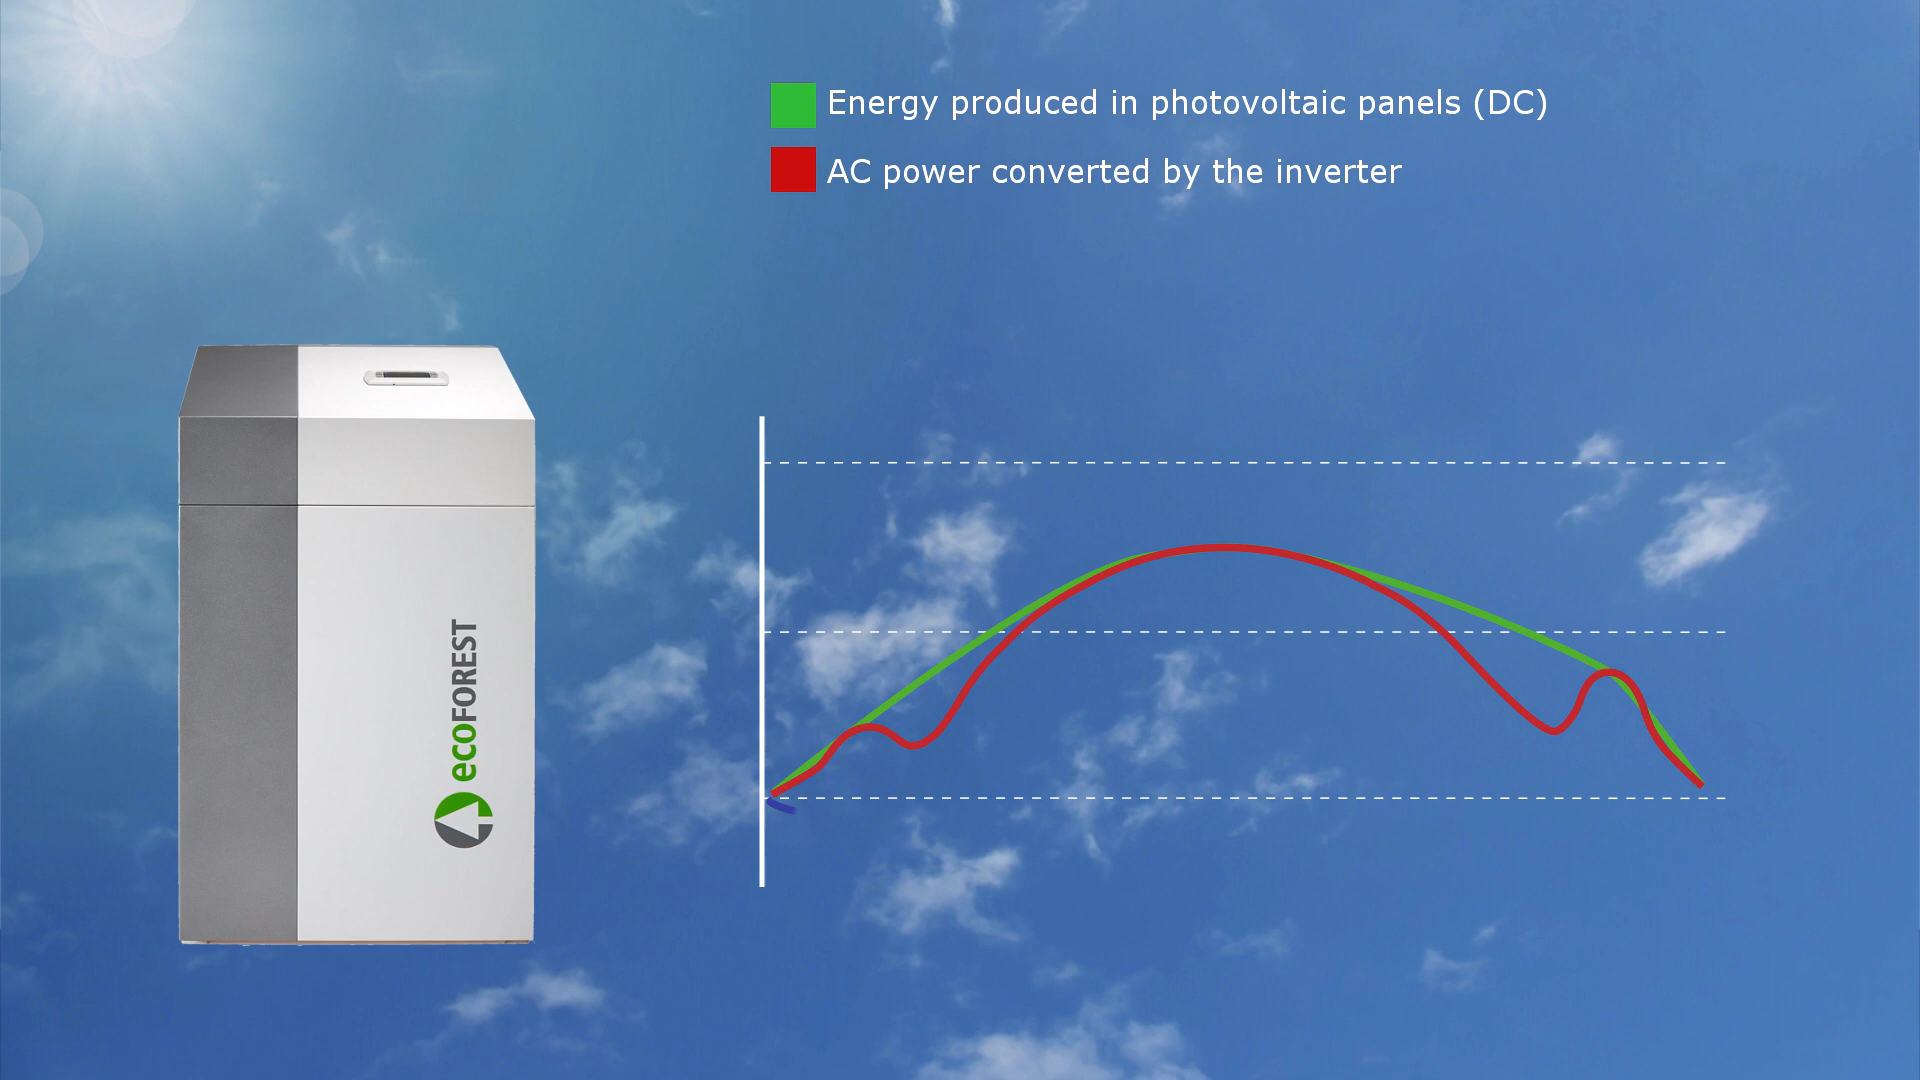 Energy produced in photovoltaic panels (DC)
AC power converted by the inverter
ecoFOREST